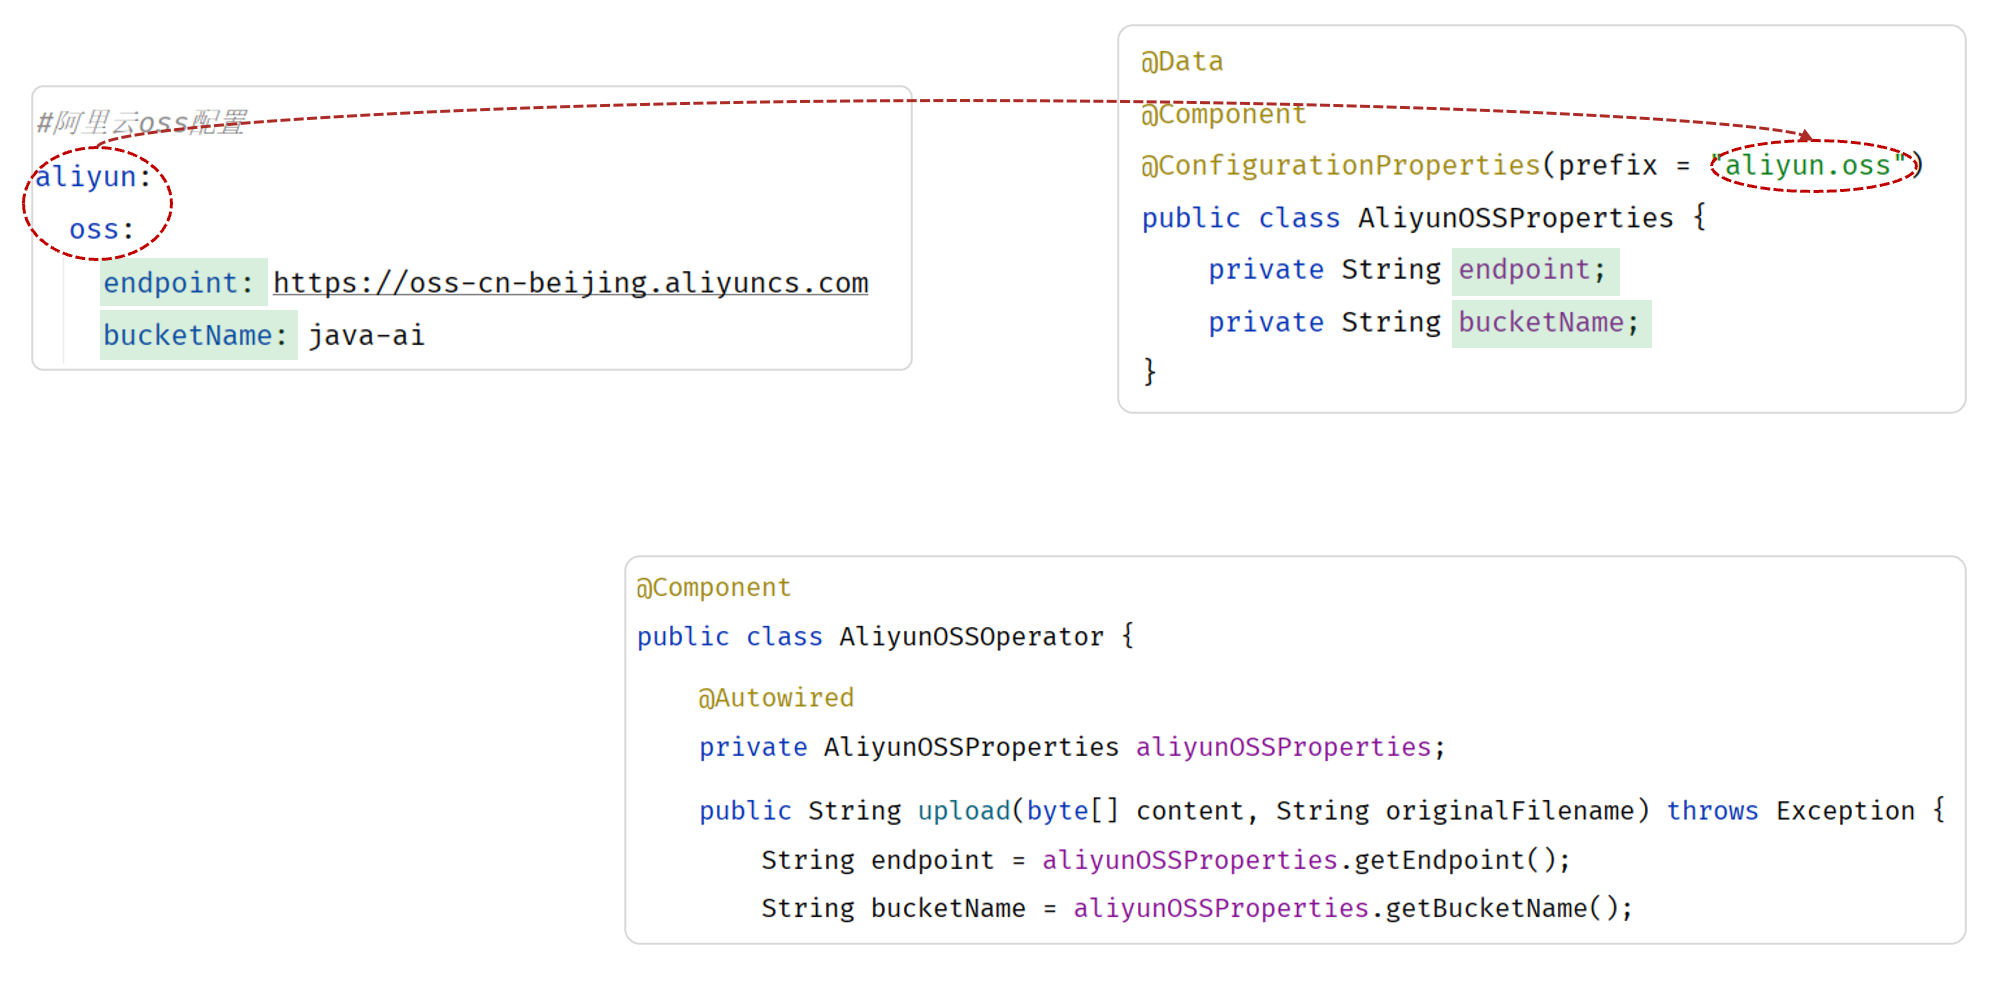 #阿里云oss配置
aliyun:
oss:
endpoint: https://oss-cn-beijing.aliyuncs.com
bucketName: java-ai
@Data
@Component
@ConfigurationProperties(prefix = "aliyun.oss")
public class AliyunOSSProperties {
private String endpoint;
private String bucketName;
}
@Component
public class AliyunOSSOperator {
@Autowired
private AliyunOSSProperties aliyunOSSProperties;
public String upload(byte[] content, String originalFilename) throws Exception {
String endpoint = aliyunOSSProperties.getEndpoint();
String bucketName = aliyunOSSProperties.getBucketName();